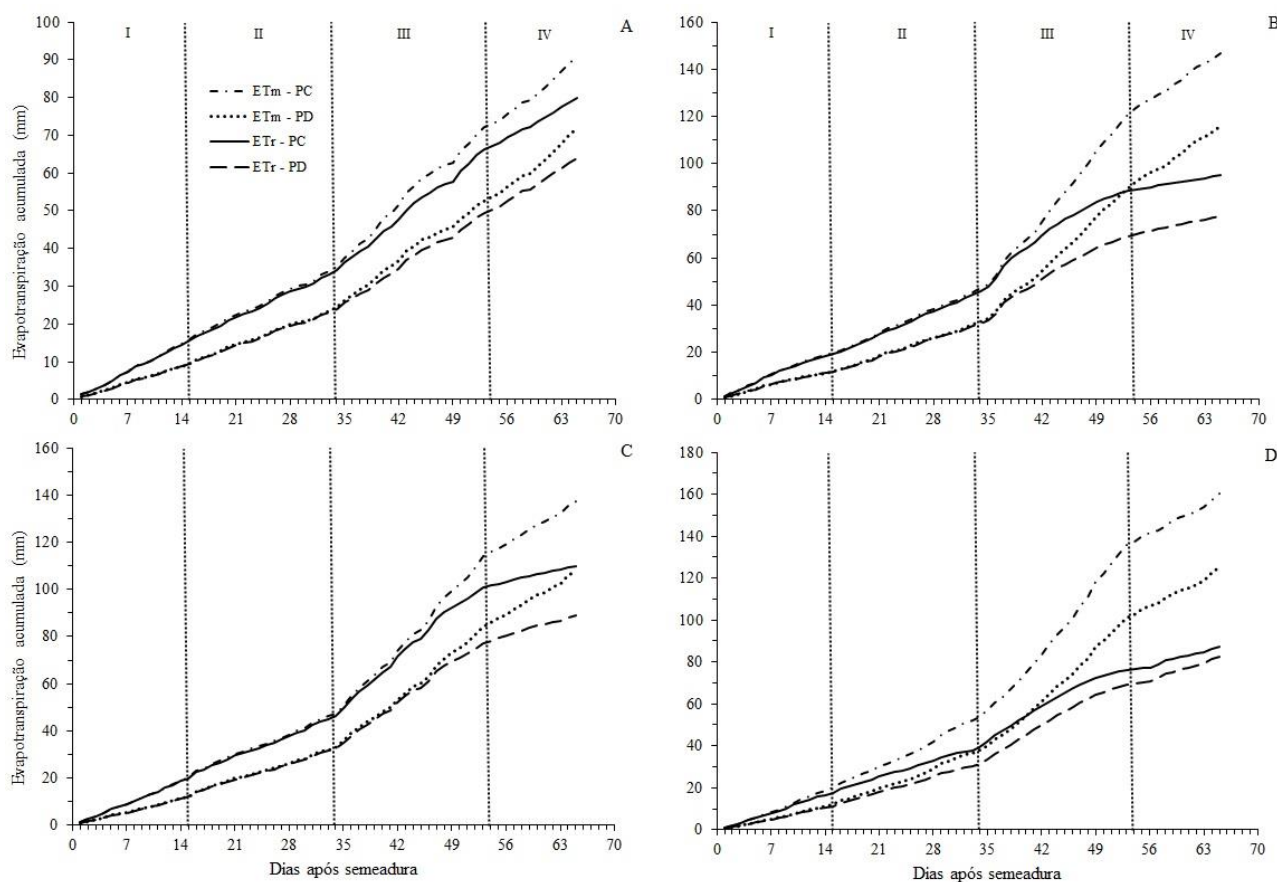 I II III IV A
100
90
80
70
60
50
40
30
20
10
0
Evapotranspiração acumulada (mm)
ETm - PC
ETm - PD
ETr - PC
ETr - PD
0 7 14 21 28 35 42 49 56 63 70
I II III IV B
160
140
120
100
80
60
40
20
0
0 7 14 21 28 35 42 49 56 63 70
C
160
140
120
100
80
60
40
20
0
Evapotranspiração acumulada (mm)
0 7 14 21 28 35 42 49 56 63 70
Dias após semeadura
D
180
160
140
120
100
80
60
40
20
0
0 7 14 21 28 35 42 49 56 63 70
Dias após semeadura